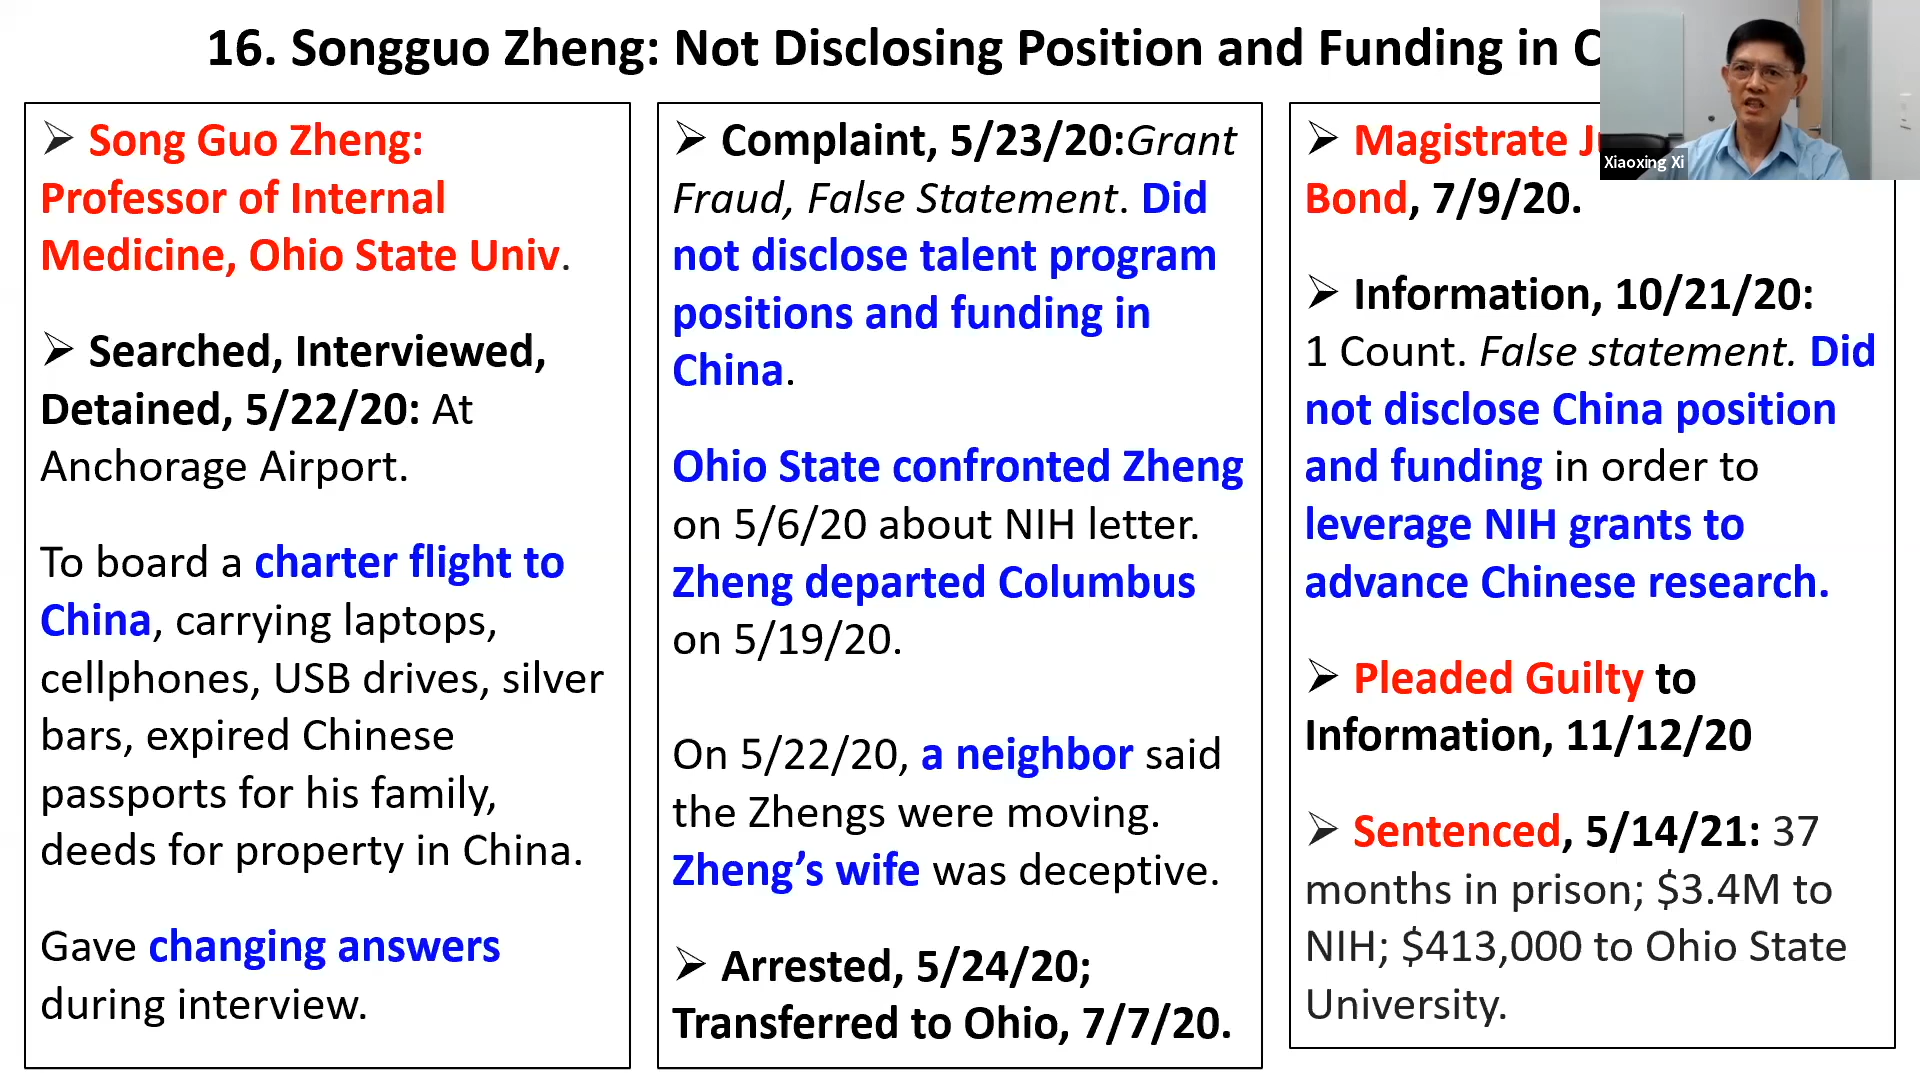 16. Songguo Zheng: Not Disclosing Position and Funding in C
➢ Song Guo Zheng:
Professor of Internal
Medicine, Ohio State Univ.
➢ Searched, Interviewed,
Detained, 5/22/20: At
Anchorage Airport.
To board a charter flight to
China, carrying laptops,
cellphones, USB drives, silver
bars, expired Chinese
passports for his family,
deeds for property in China.
Gave changing answers
during interview.
➢ Complaint, 5/23/20:Grant
Fraud, False Statement. Did
not disclose talent program
positions and funding in
China.
Ohio State confronted Zheng
on 5/6/20 about NIH letter.
Zheng departed Columbus
on 5/19/20.
On 5/22/20, a neighbor said
the Zhengs were moving.
Zheng’s wife was deceptive.
➢ Arrested, 5/24/20;
Transferred to Ohio, 7/7/20.
➢ Magistrate
Bond, 7/9/20.
➢ Information, 10/21/20:
1 Count. False statement. Did
not disclose China position
and funding in order to
leverage NIH grants to
advance Chinese research.
➢ Pleaded Guilty to
Information, 11/12/20
➢ Sentenced, 5/14/21: 37
months in prison; $3.4M to
NIH; $413,000 to Ohio State
University.
Xiaoxing Xi